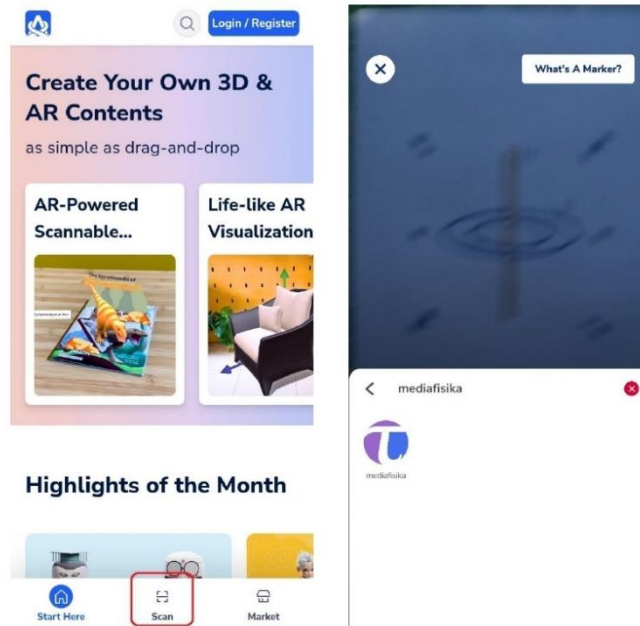 Login / Register
Create Your Own 3D &
AR Contents
as simple as drag-and-drop
AR-Powered
Scannable...
Life-like AR
Visualization
Highlights of the Month
Start Here
Scan
Market
What's A Marker?
mediafisika
mediafisika